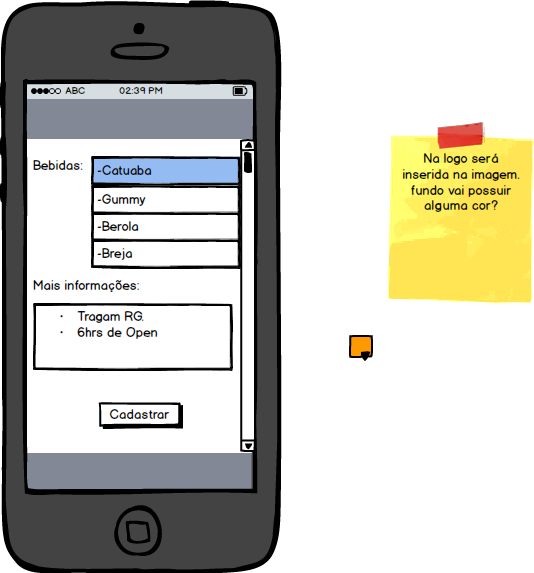 ABC 02:39 PM
Bebidas:
-Catuaba
-Gummy
-Berola
-Breja
Mais informações:
· Tragam RG.
· 6hrs de Open
Cadastrar
Na logo será
inserida na imagem.
fundo vai possuir
alguma cor?